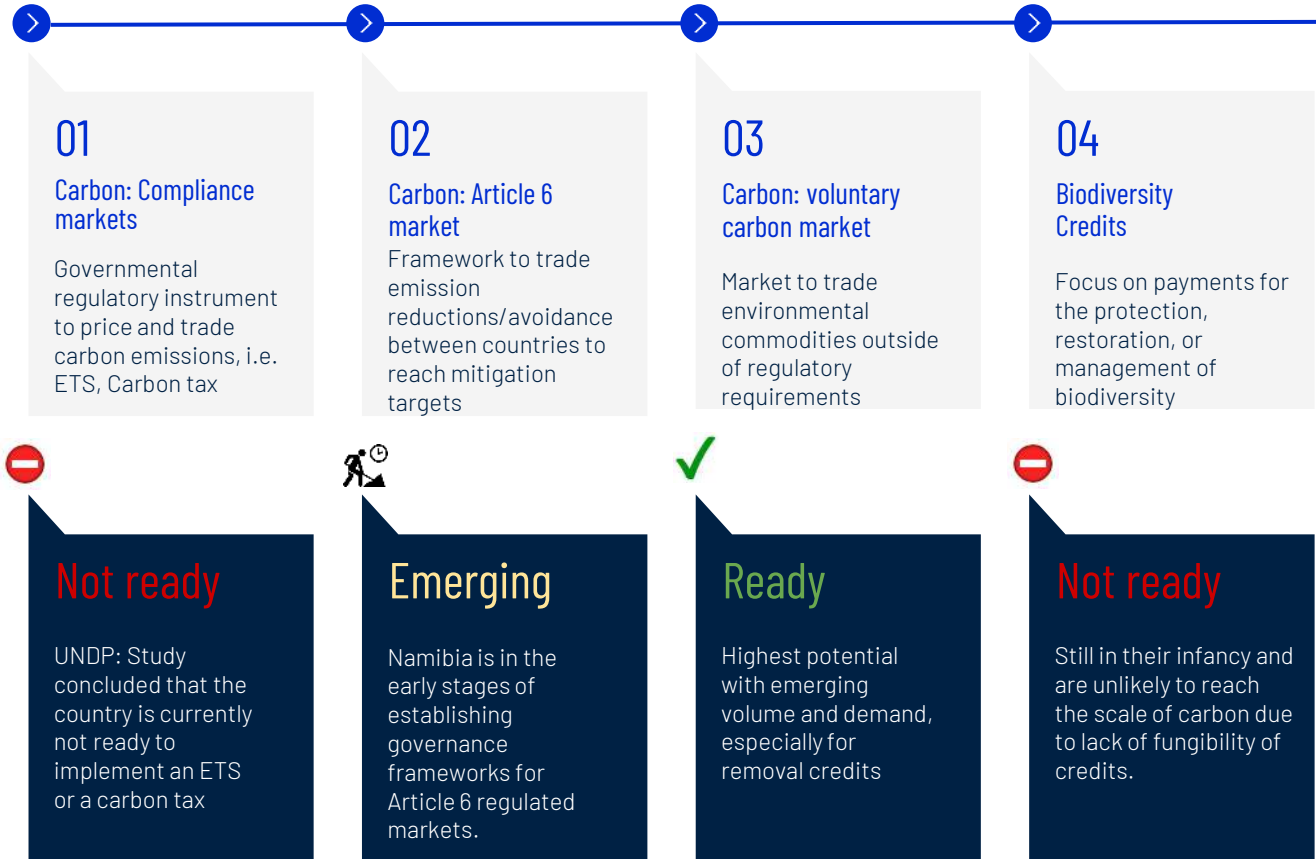 01
Carbon: Compliance
markets
Governmental
regulatory instrument
to price and trade
carbon emissions, i.e.
ETS, Carbon tax
02
Carbon: Article 6
market
Framework to trade
emission
reductions/avoidance
between countries to
reach mitigation
targets
03
Carbon: voluntary
carbon market
Market to trade
environmental
commodities outside
of regulatory
requirements
04
Biodiversity
Credits
Focus on payments for
the protection,
restoration, or
management of
biodiversity
Not ready
UNDP: Study
concluded that the
country is currently
not ready to
implement an ETS
or a carbon tax
Emerging
Namibia is in the
early stages of
establishing
governance
frameworks for
Article 6 regulated
markets.
Ready
Highest potential
with emerging
volume and demand,
especially for
removal credits
Not ready
Still in their infancy and
are unlikely to reach
the scale of carbon due
to lack of fungibility of
credits.